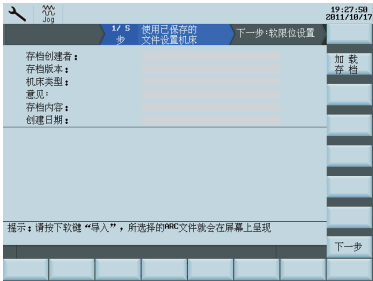 Jog
19:27:50
2011/10/17
1/ 5
步
使用已保存的
文件设置机床
下一步:软限位设置
存档创建者:
存档版本:
机床类型:
意见:
存档内容:
创建日期:
加 载
存 档
提示:请按下软键“导入”,所选择的ARC文件就会在屏幕上呈现
下一步